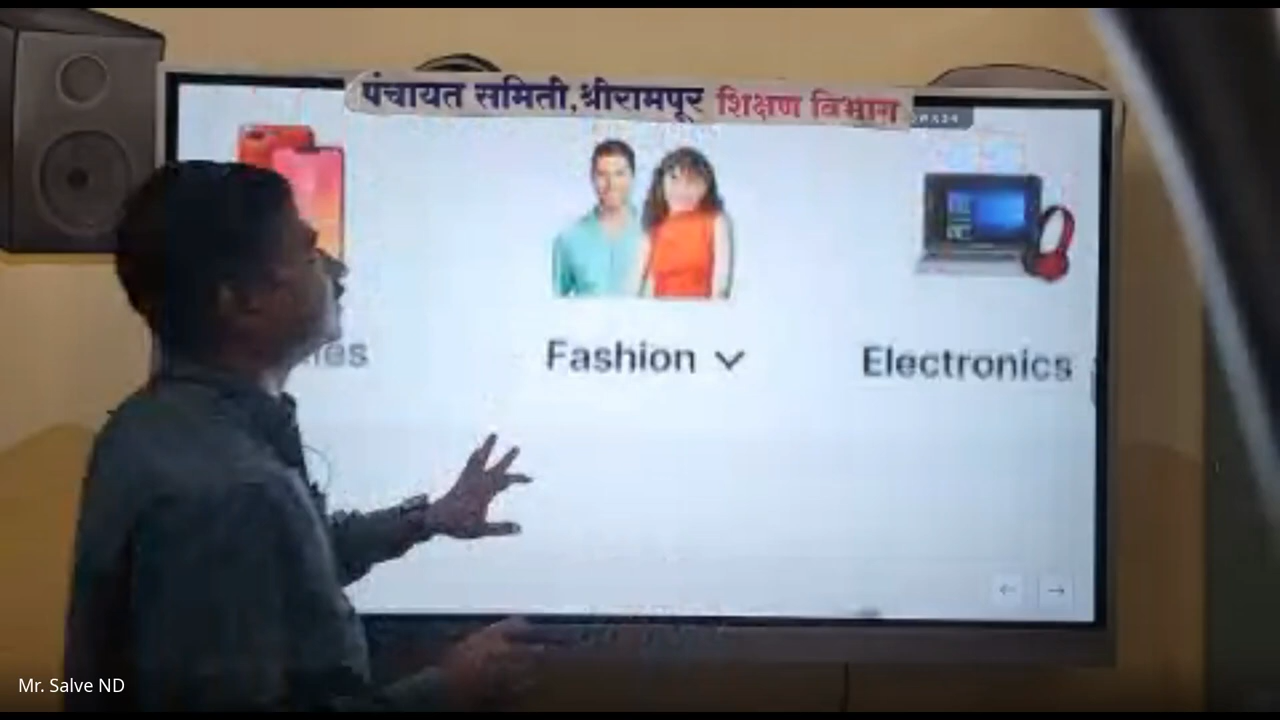 पंचायत समिती,श्रीरामपूर शिक्षण विभाग
Fashion
Electronics
Mr. Salve ND